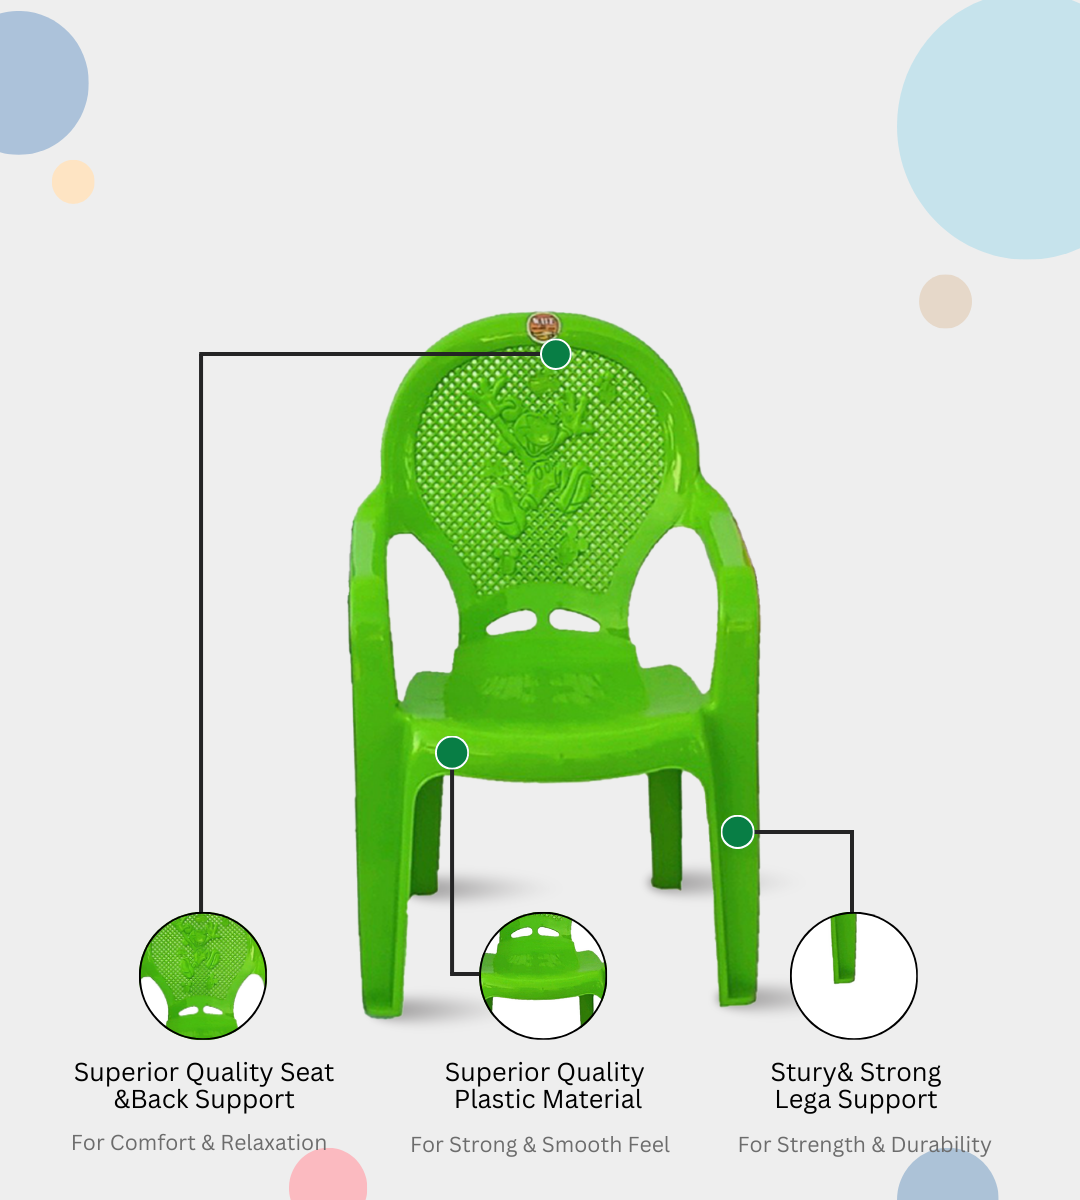 Superior Quality Seat
&Back Support
For Comfort & Relaxation
Superior Quality
Plastic Material
For Strong & Smooth Feel
Stury& Strong
Lega Support
For Strength & Durability